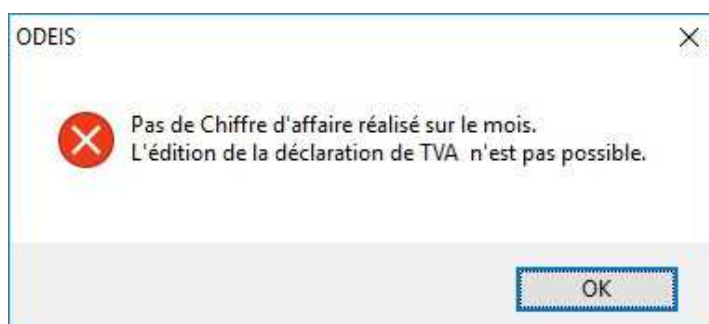 ODEIS
Pas de Chiffre d'affaire réalisé sur le mois.
L'édition de la déclaration de TVA  n'est pas possible.
OK